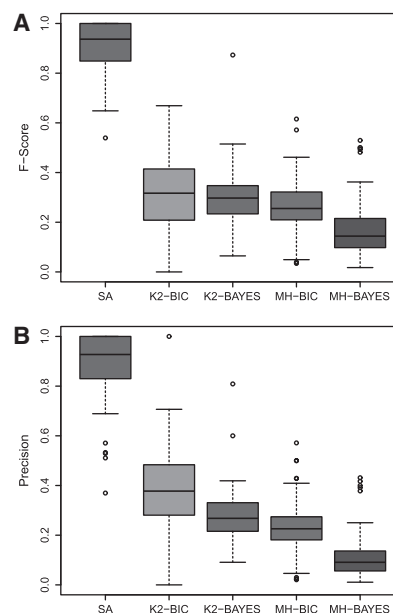 A
1.0
0.8
0.6
0.4
0.2
0.0
F-Score
SA K2-BIC K2-BAYES MH-BIC MH-BAYES
B
1.0
0.8
0.6
0.4
0.2
0.0
Precision
SA K2-BIC K2-BAYES MH-BIC MH-BAYES